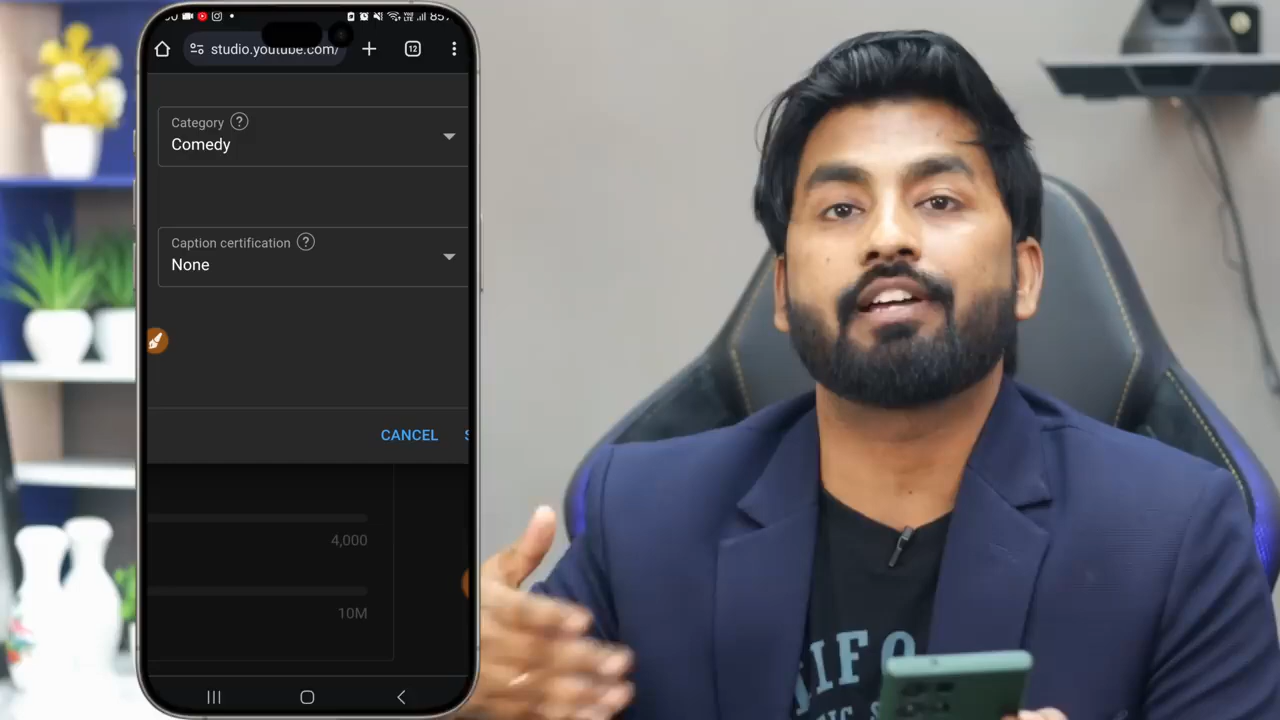 studio.youtube.com/
12
Category ?
Comedy
Caption certification ?
None
CANCEL
4,000
10M